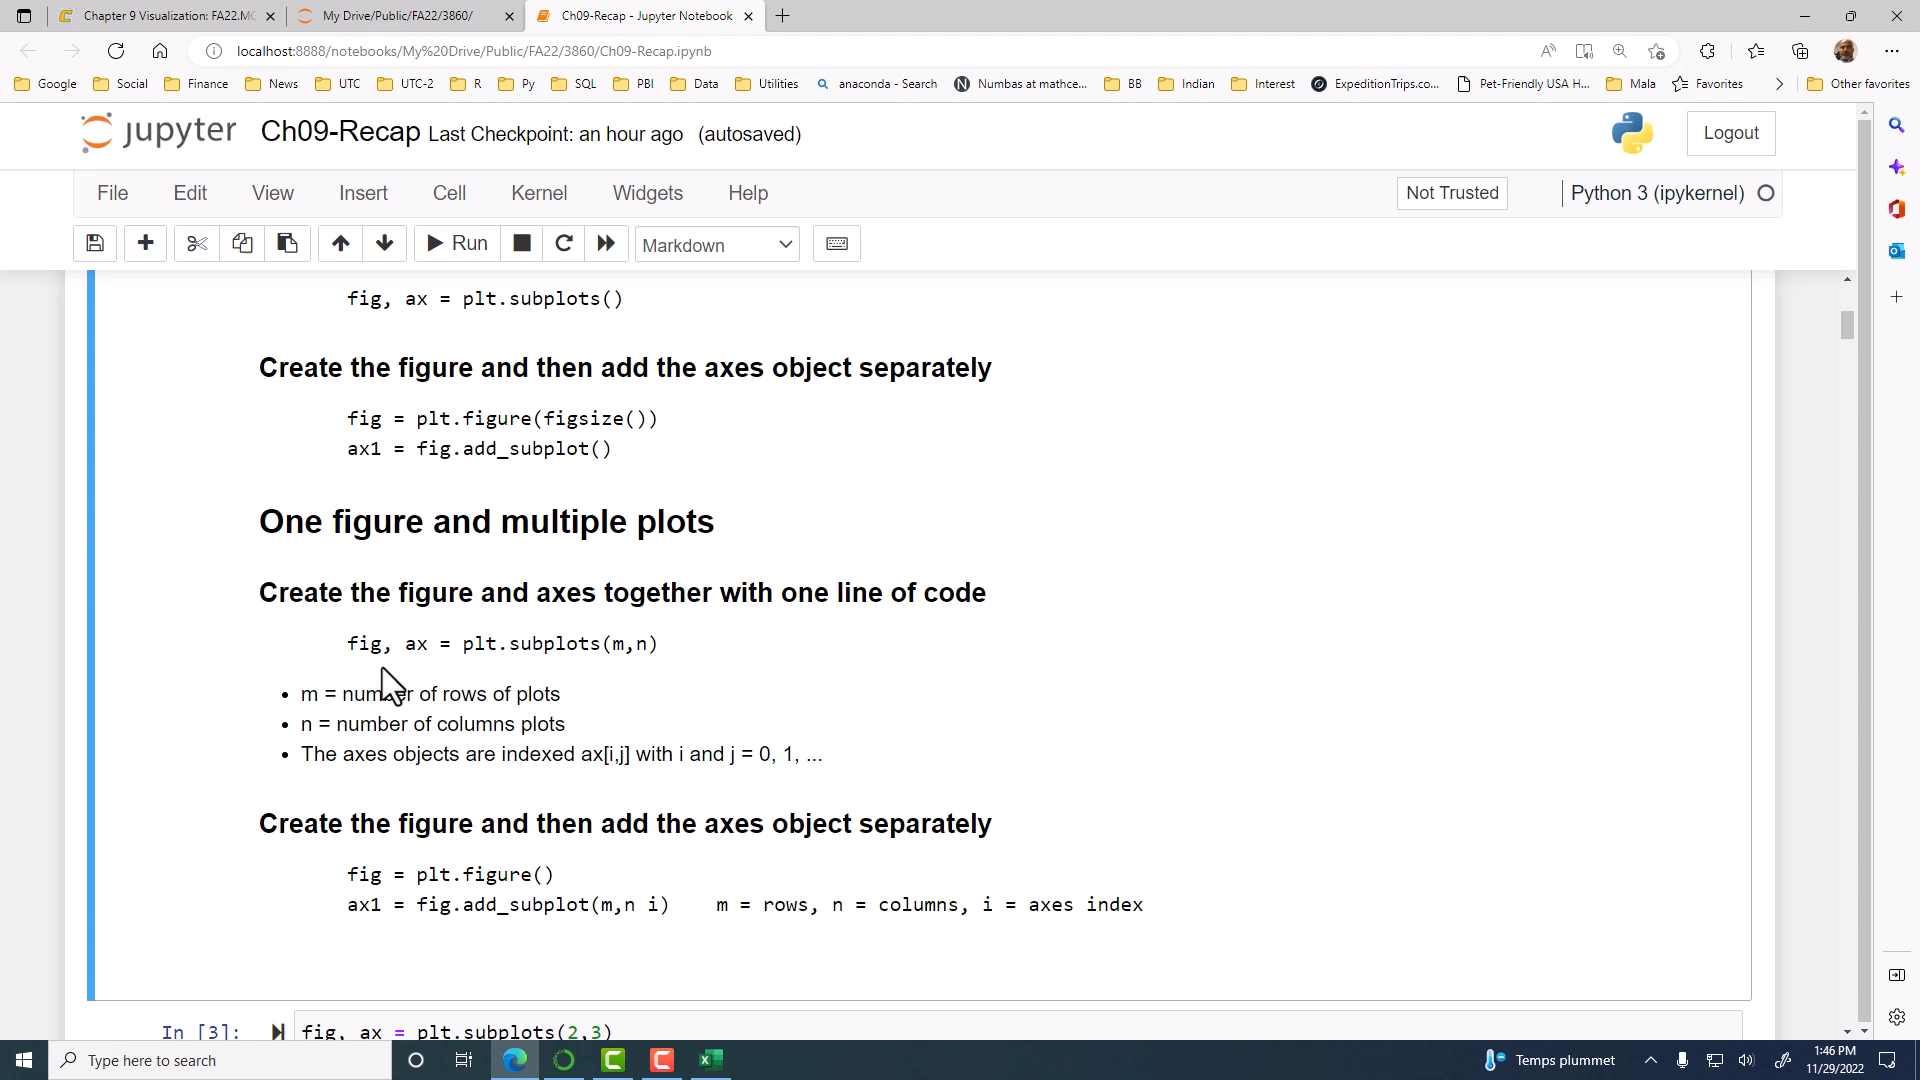 Chapter 9 Visualization: FA22.MG
My Drive/Public/FA22/3860/
Ch09-Recap - Jupyter Notebook
localhost:8888/notebooks/My%20Drive/Public/FA22/3860/Ch09-Recap.ipynb
Google Social Finance News UTC UTC-2 R Py SQL PBI Data Utilities anaconda - Search Numbas at mathce... BB Indian Interest ExpeditionTrips.co... Pet-Friendly USA H... Mala Favorites Other favorites
jupyter Ch09-Recap Last Checkpoint: an hour ago (autosaved) Logout
File Edit View Insert Cell Kernel Widgets Help Not Trusted Python 3 (ipykernel)
Run Markdown
fig, ax = plt.subplots()
Create the figure and then add the axes object separately
fig = plt.figure(figsize())
ax1 = fig.add_subplot()
One figure and multiple plots
Create the figure and axes together with one line of code
fig, ax = plt.subplots(m,n)
• m = number of rows of plots
• n = number of columns plots
• The axes objects are indexed ax[i,j] with i and j = 0, 1, ...
Create the figure and then add the axes object separately
fig = plt.figure()
ax1 = fig.add_subplot(m,n i) m = rows, n = columns, i = axes index
In [3]: fig, ax = plt.subplots(2,3)
Type here to search
Temps plummet
1:46 PM
11/29/2022